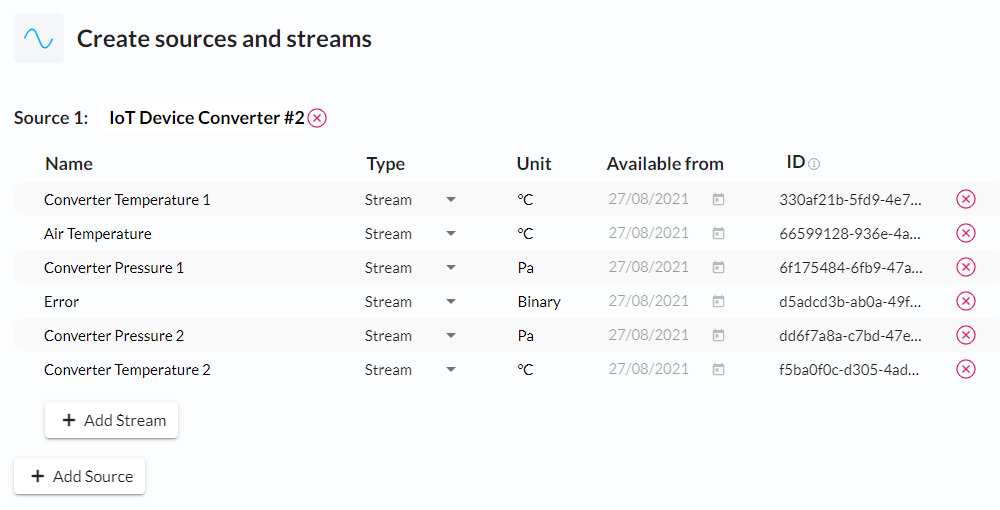 Create sources and streams
Source 1: IoT Device Converter #2
Name Type Unit Available from ID
Converter Temperature 1 Stream °C 27/08/2021 330af21b-5fd9-4e7...
Air Temperature Stream °C 27/08/2021 66599128-936e-4a...
Converter Pressure 1 Stream Pa 27/08/2021 6f175484-6fb9-47a...
Error Stream Binary 27/08/2021 d5adcd3b-ab0a-49f...
Converter Pressure 2 Stream Pa 27/08/2021 dd6f7a8a-c7bd-47e...
Converter Temperature 2 Stream °C 27/08/2021 f5ba0f0c-d305-4ad...
+ Add Stream
+ Add Source